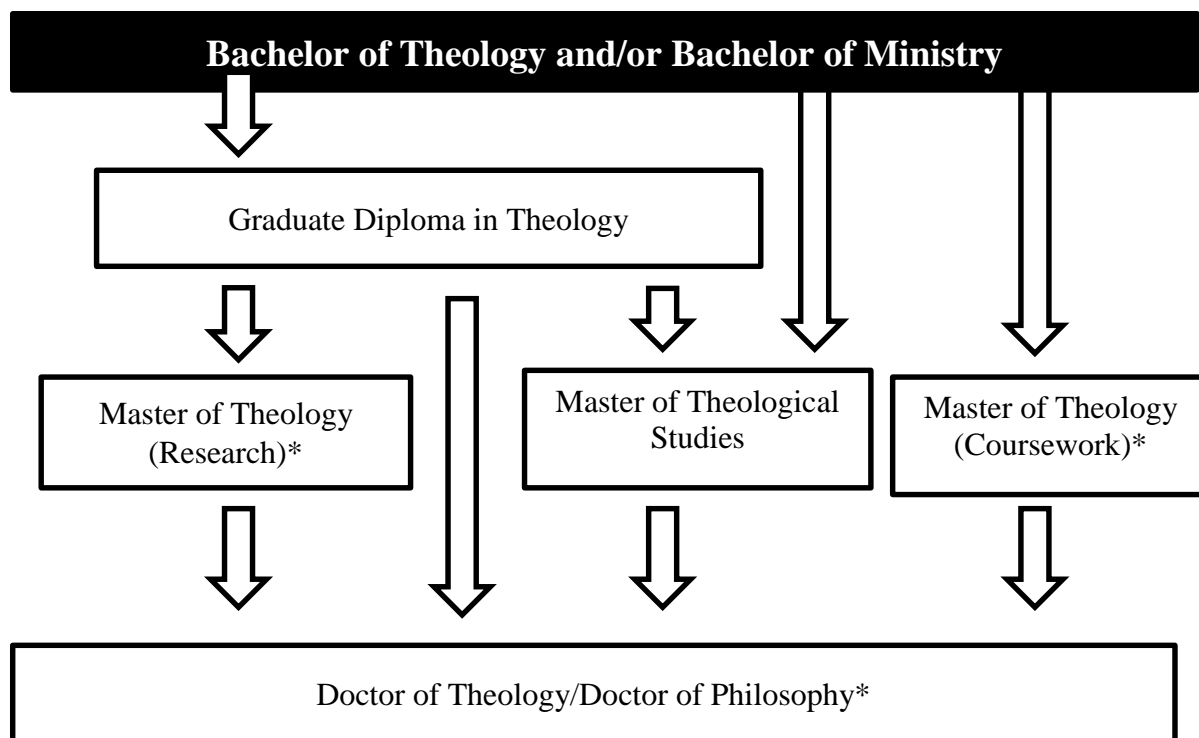 Bachelor of Theology and/or Bachelor of Ministry
Graduate Diploma in Theology
Master of Theology
(Research)*
Master of Theological
Studies
Master of Theology
(Coursework)*
Doctor of Theology/Doctor of Philosophy*